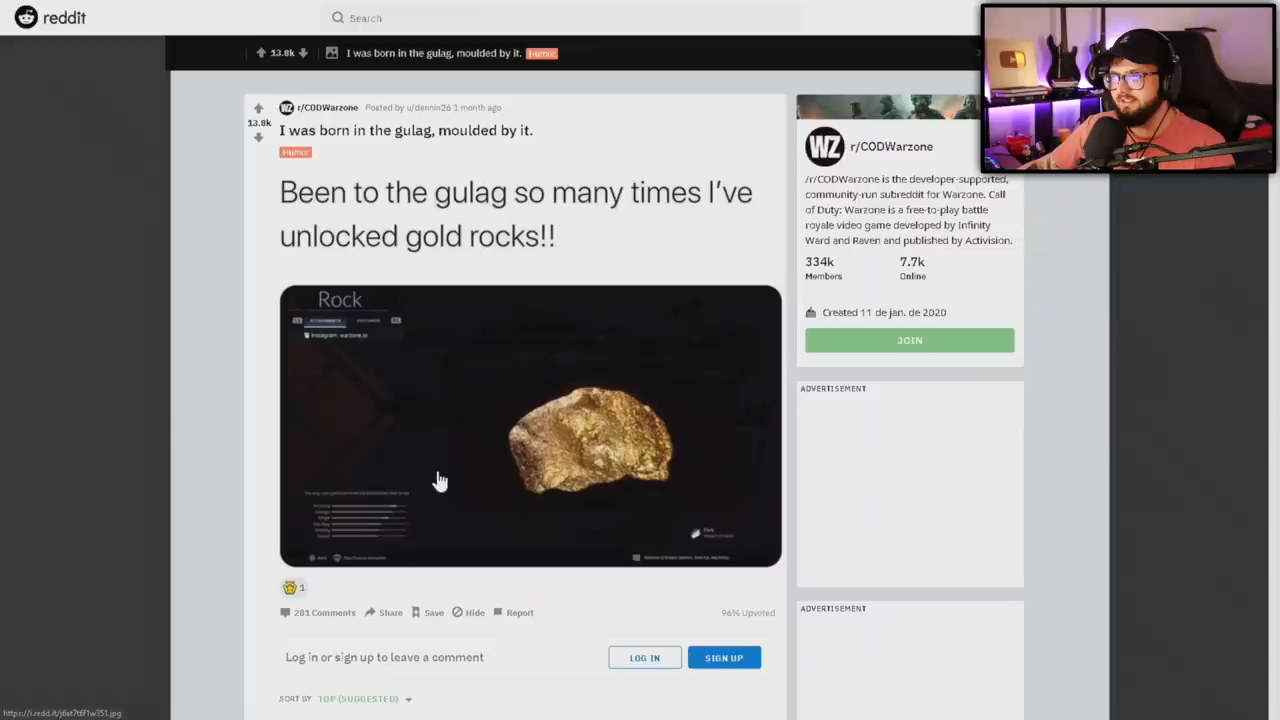 reddit
Search
13.8k
I was born in the gulag, moulded by it.
Humor
r/CODWarzone
Posted by u/dennin26 1 month ago
13.8k
I was born in the gulag, moulded by it.
Humor
Been to the gulag so many times I've
unlocked gold rocks!!
Rock
Instagram: warzone.io
1
281 Comments
Share
Save
Hide
Report
96% Upvoted
Log in or sign up to leave a comment
LOG IN
SIGN UP
SORT BY
TOP (SUGGESTED)
WZ
r/CODWarzone
/r/CODWarzone is the developer-supported,
community-run subreddit for Warzone. Call
of Duty: Warzone is a free-to-play battle
royale video game developed by Infinity
Ward and Raven and published by Activision.
334k
7.7k
Members
Online
Created 11 de jan. de 2020
JOIN
ADVERTISEMENT
ADVERTISEMENT